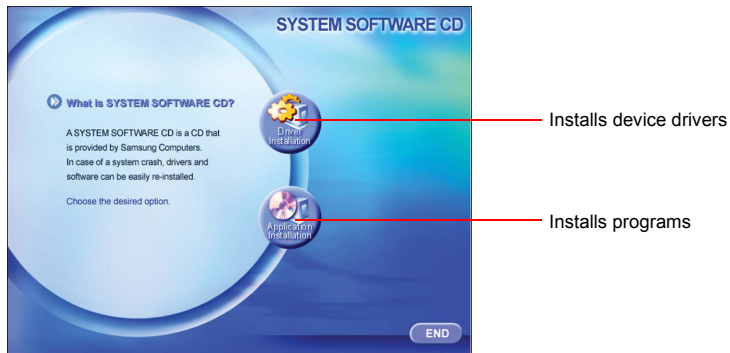 SYSTEM SOFTWARE CD
What is SYSTEM SOFTWARE CD?
A SYSTEM SOFTWARE CD is a CD that
is provided by Samsung Computers.
In case of a system crash, drivers and
software can be easily re-installed.
Choose the desired option.
Driver
Installation
Installs device drivers
Application
Installation
Installs programs
END